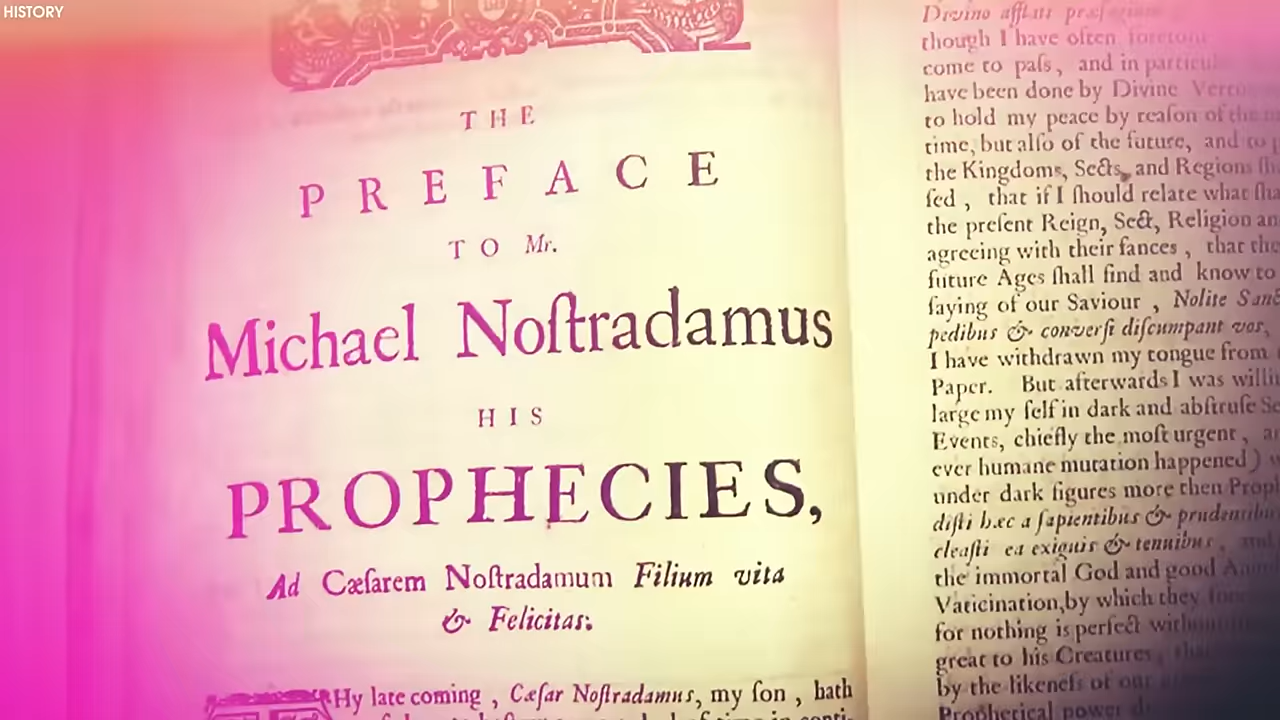 HISTORY
THE
PREFACE
TO Mr.
Michael Noſtradamus
HIS
PROPHECIES,
Ad Cæſarem Noſtradamum Filium vita
& Felicitas:
Hy late coming, Cæſar Noſtradamus, my ſon, hath
Divino afflatu
though I have often foretold
come to paſs, and in
have been done by Divine
to hold my peace by reaſon of the
time, but alſo of the future, and to
the Kingdoms, Sects, and Regions
ſed, that if I ſhould relate what
the preſent Reign, Sect, Religion
agreeing with their fances, that the
future Ages ſhall find and know to
ſaying of our Saviour, Nolite
pedibus & converſi diſcumpant vos,
I have withdrawn my tongue from
Paper. But afterwards I was
large my ſelf in dark and abſtruſe
Events, chiefly the moſt urgent,
ever humane mutation happened)
under dark figures more then
diſti hæc a ſapientibus & prudentibus
cleaſti ea exiguis & tenuibus,
the immortal God and good
Vaticination, by which they
for nothing is perfect
great to his Creatures,
by the likeneſs of our
Prophetical power